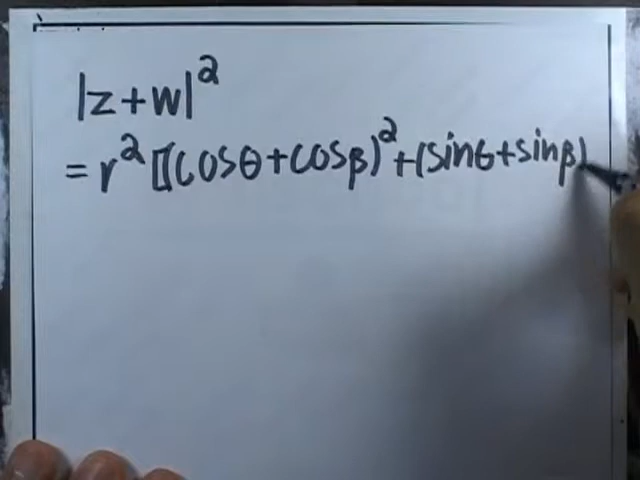 |z+w|²
= r² [(cosθ+cosβ)²+(sinθ+sinβ)